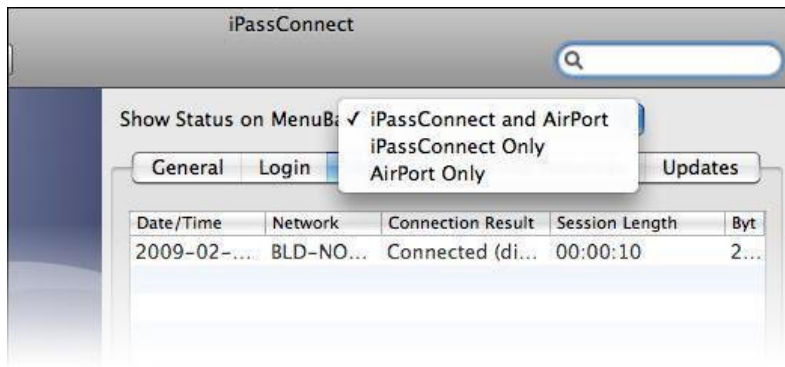 iPassConnect
Show Status on MenuBa
✓ iPassConnect and AirPort
iPassConnect Only
AirPort Only
General Login Updates
Date/Time Network Connection Result Session Length Byt
2009-02-... BLD-NO... Connected (di... 00:00:10 2...